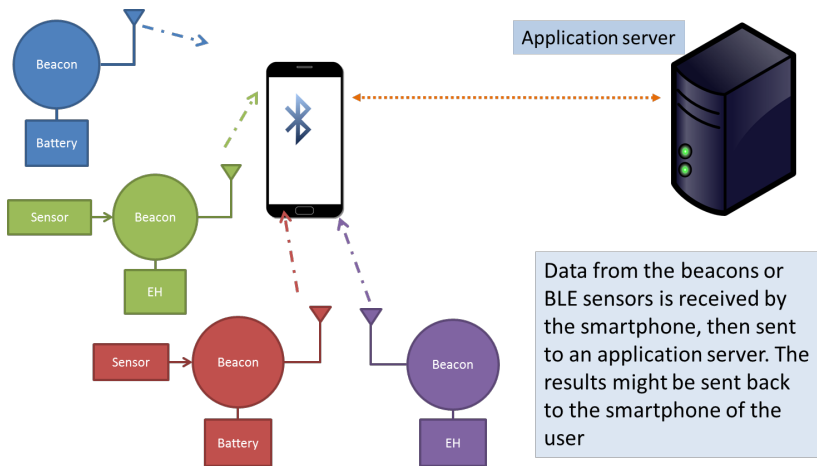 Application server
Beacon
Battery
Sensor
Beacon
EH
Sensor
Beacon
Battery
Beacon
EH
Data from the beacons or
BLE sensors is received by
the smartphone, then sent
to an application server. The
results might be sent back
to the smartphone of the
user